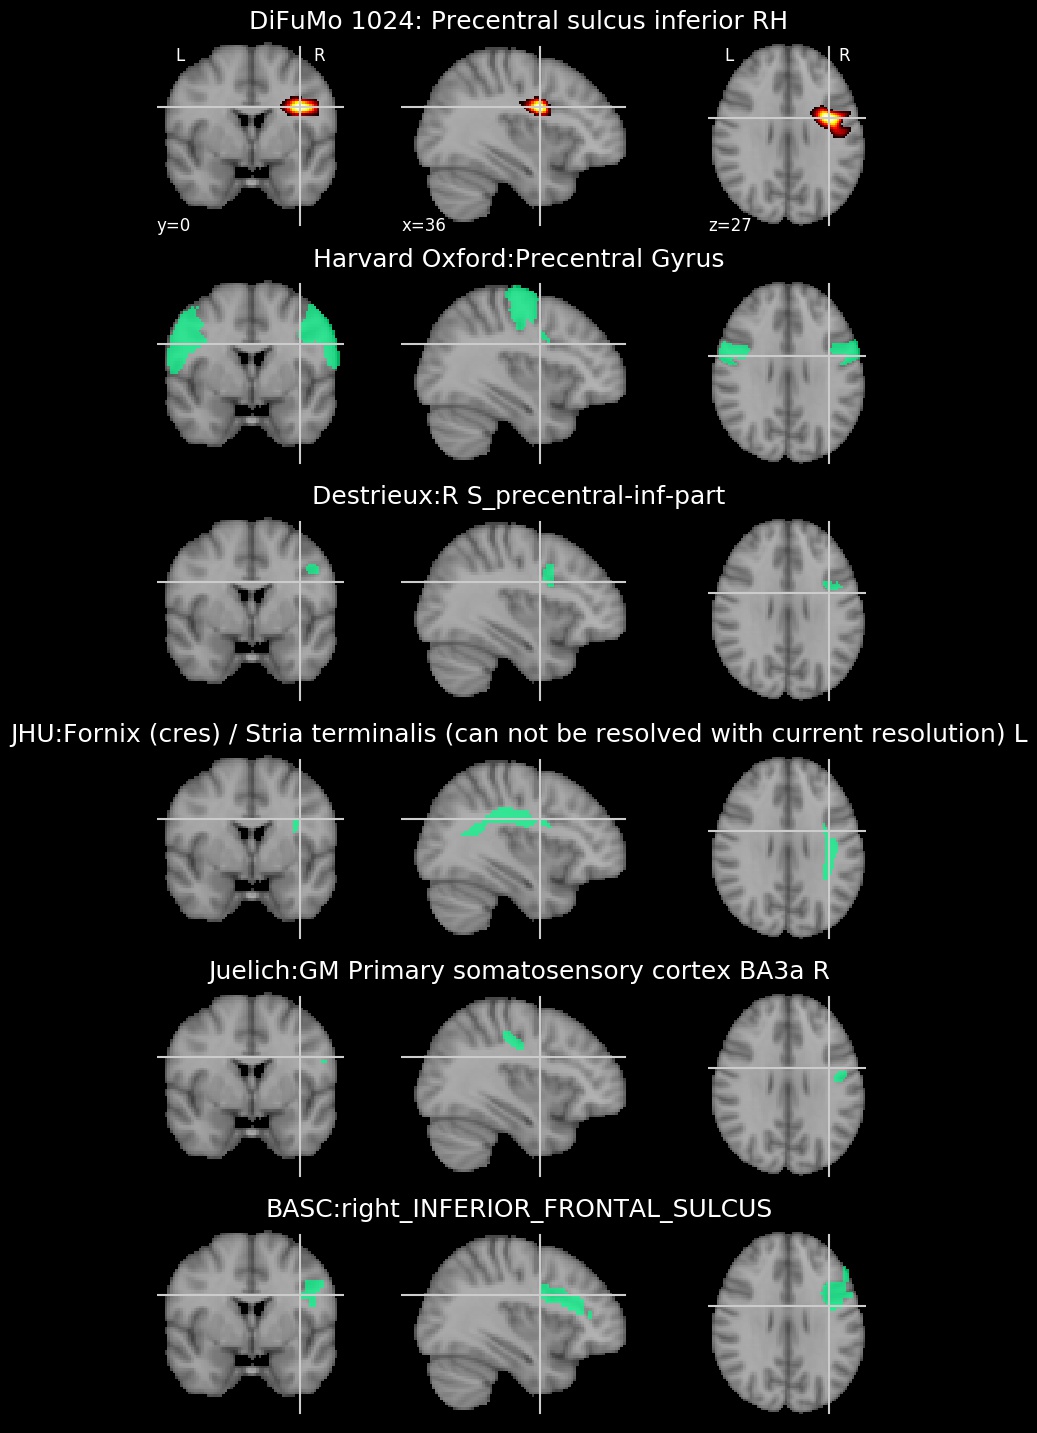 DiFuMo 1024: Precentral sulcus inferior RH
L R L R
y=0 x=36 z=27
Harvard Oxford:Precentral Gyrus
Destrieux:R S_precentral-inf-part
JHU:Fornix (cres) / Stria terminalis (can not be resolved with current resolution) L
Juelich:GM Primary somatosensory cortex BA3a R
BASC:right_INFERIOR_FRONTAL_SULCUS